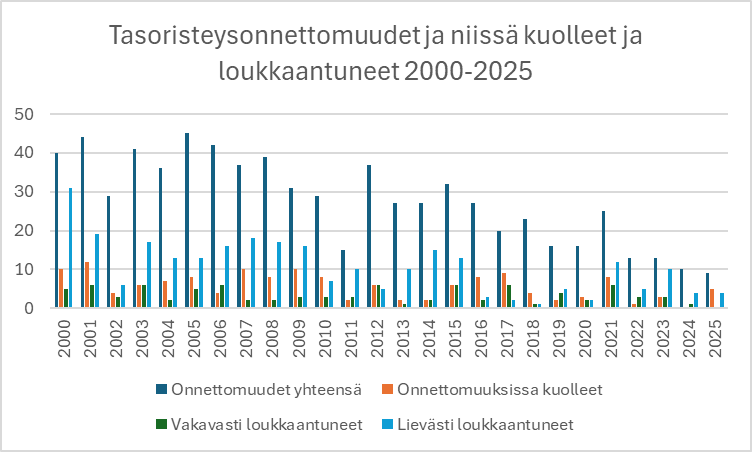 Tasoristeysonnettomuudet ja niissä kuolleet ja
loukkaantuneet 2000-2025
50
40
30
20
10
0
2000 2001 2002 2003 2004 2005 2006 2007 2008 2009 2010 2011 2012 2013 2014 2015 2016 2017 2018 2019 2020 2021 2022 2023 2024 2025
Onnettomuudet yhteensä Onnettomuuksissa kuolleet
Vakavasti loukkaantuneet Lievästi loukkaantuneet